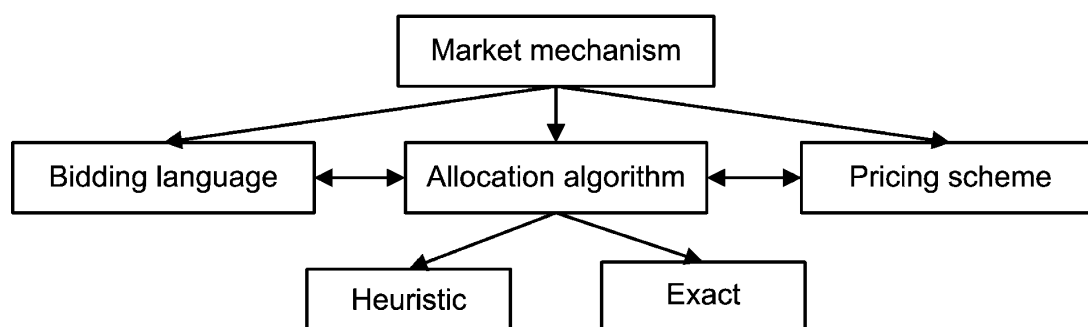 Market mechanism
Bidding language
Allocation algorithm
Pricing scheme
Heuristic
Exact